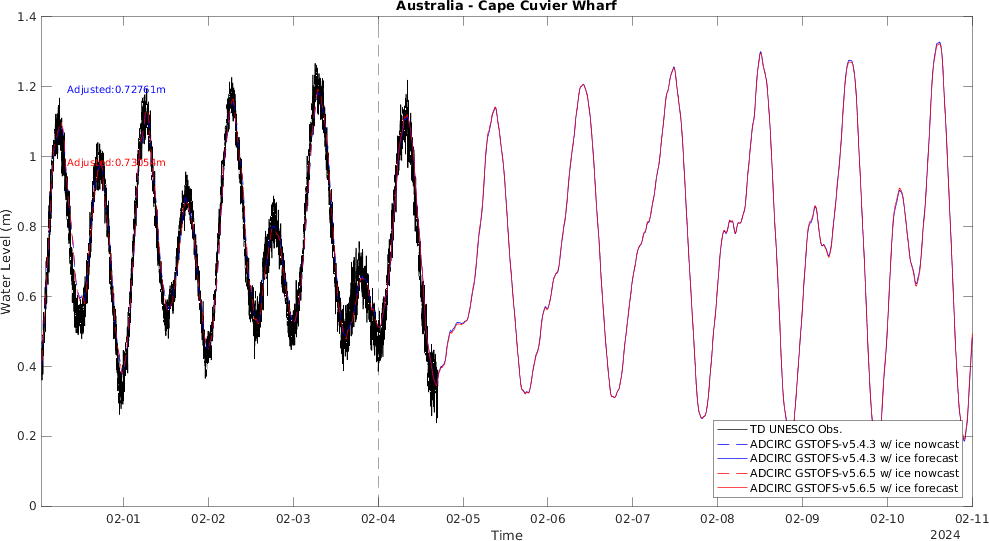 Australia - Cape Cuvier Wharf
1.4
1.2
1
0.8
0.6
0.4
0.2
0
Water Level (m)
Adjusted:0.72761m
02-01
02-02
02-03
02-04
02-05
02-06
02-07
02-08
02-09
02-10
02-11
2024
Time
TD UNESCO Obs.
ADCIRC GSTOFS-v5.4.3 w/ ice nowcast
ADCIRC GSTOFS-v5.4.3 w/ ice forecast
ADCIRC GSTOFS-v5.6.5 w/ ice nowcast
ADCIRC GSTOFS-v5.6.5 w/ ice forecast